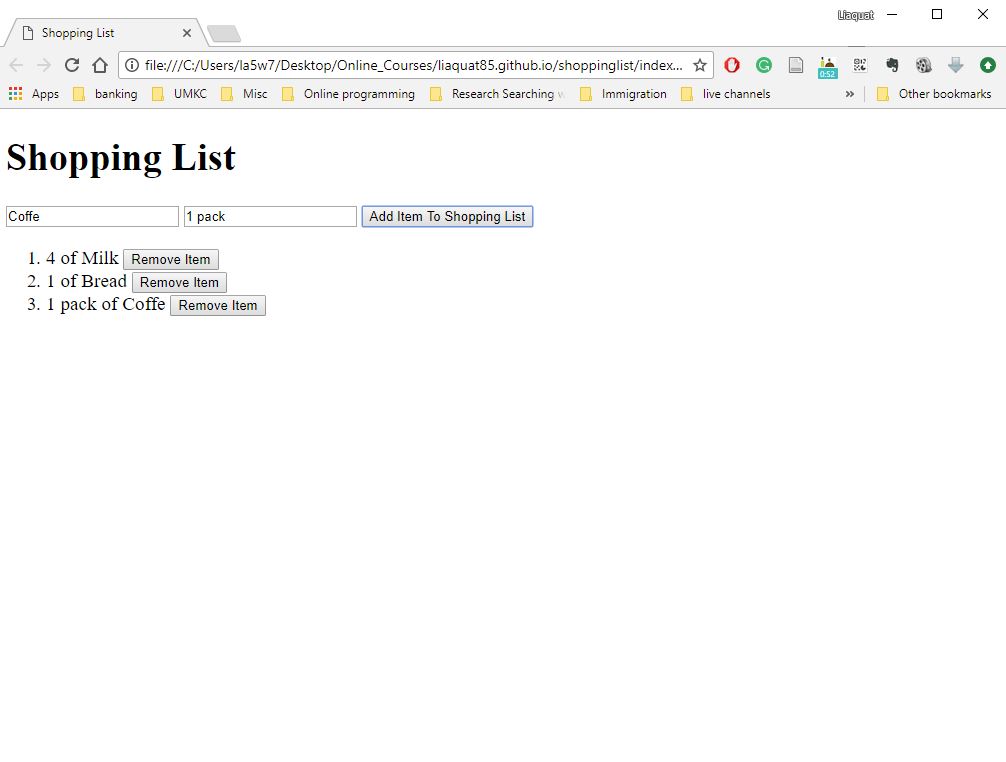 Liaquat
Shopping List
file:///C:/Users/la5w7/Desktop/Online_Courses/liaquat85.github.io/shoppinglist/index...
0:52
Apps banking UMKC Misc Online programming Research Searching Immigration live channels » Other bookmarks
Shopping List
Coffe 1 pack Add Item To Shopping List
1. 4 of Milk Remove Item
2. 1 of Bread Remove Item
3. 1 pack of Coffe Remove Item